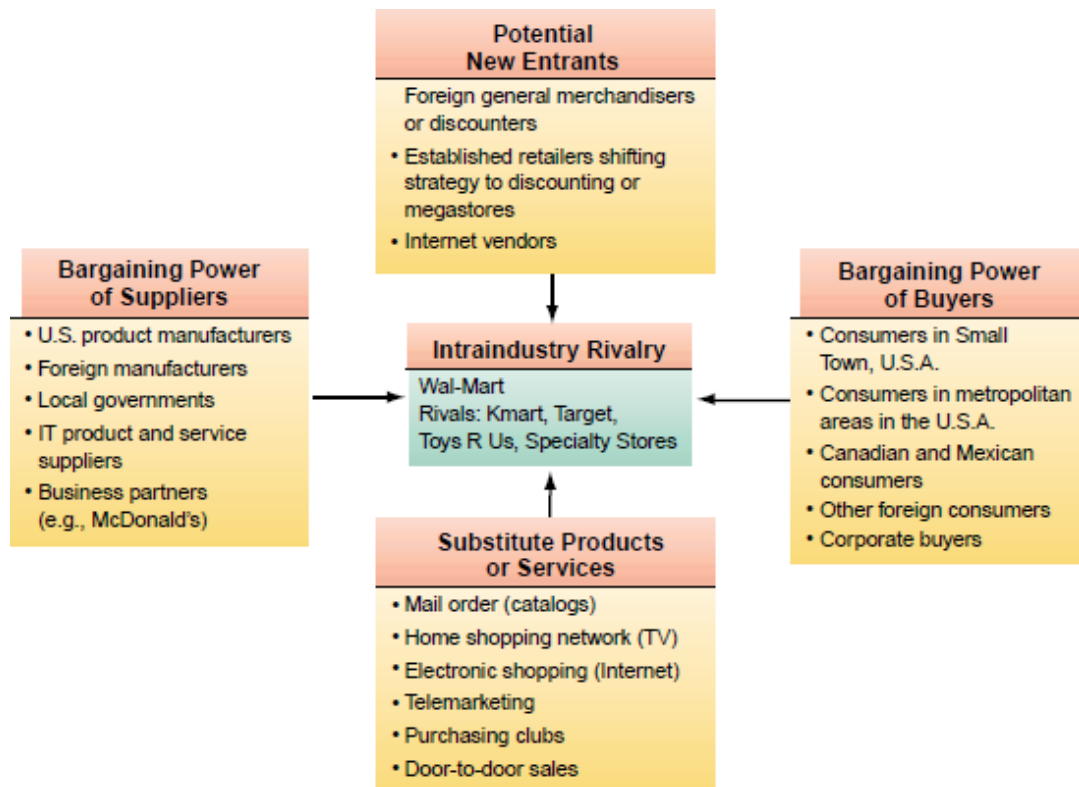 Potential
New Entrants
Foreign general merchandisers
or discounters
• Established retailers shifting
strategy to discounting or
megastores
• Internet vendors
Bargaining Power
of Suppliers
• U.S. product manufacturers
• Foreign manufacturers
• Local governments
• IT product and service
suppliers
• Business partners
(e.g., McDonald's)
Intraindustry Rivalry
Wal-Mart
Rivals: Kmart, Target,
Toys R Us, Specialty Stores
Bargaining Power
of Buyers
• Consumers in Small
Town, U.S.A.
• Consumers in metropolitan
areas in the U.S.A.
• Canadian and Mexican
consumers
• Other foreign consumers
• Corporate buyers
Substitute Products
or Services
• Mail order (catalogs)
• Home shopping network (TV)
• Electronic shopping (Internet)
• Telemarketing
• Purchasing clubs
• Door-to-door sales